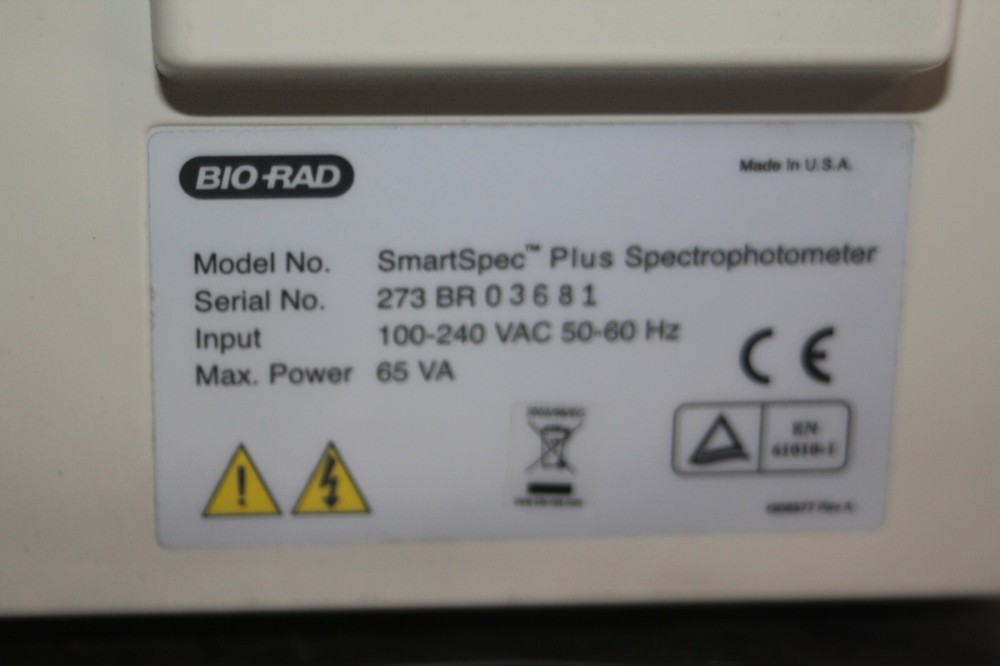 BIO-RAD
Made in U.S.A.
Model No. SmartSpec™ Plus Spectrophotometer
Serial No. 273 BR 03681
Input 100-240 VAC 50-60 Hz
Max. Power 65 VA
CE
EN
61010-1
Rev A